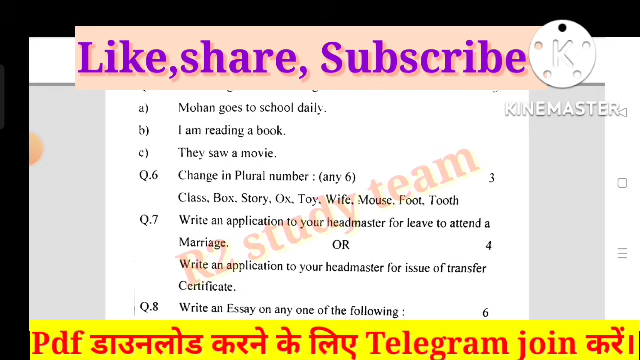 Like,share, Subscribe
KINEMASTER
a) Mohan goes to school daily.
b) I am reading a book.
c) They saw a movie.
Q.6 Change in Plural number : (any 6) 3
Class, Box, Story, Ox, Toy, Wife, Mouse, Foot, Tooth
Q.7 Write an application to your headmaster for leave to attend a
Marriage. OR 4
Write an application to your headmaster for issue of transfer
Certificate.
Q.8 Write an Essay on any one of the following : 6
R2 study team
Pdf डाउनलोड करने के लिए Telegram join करें।